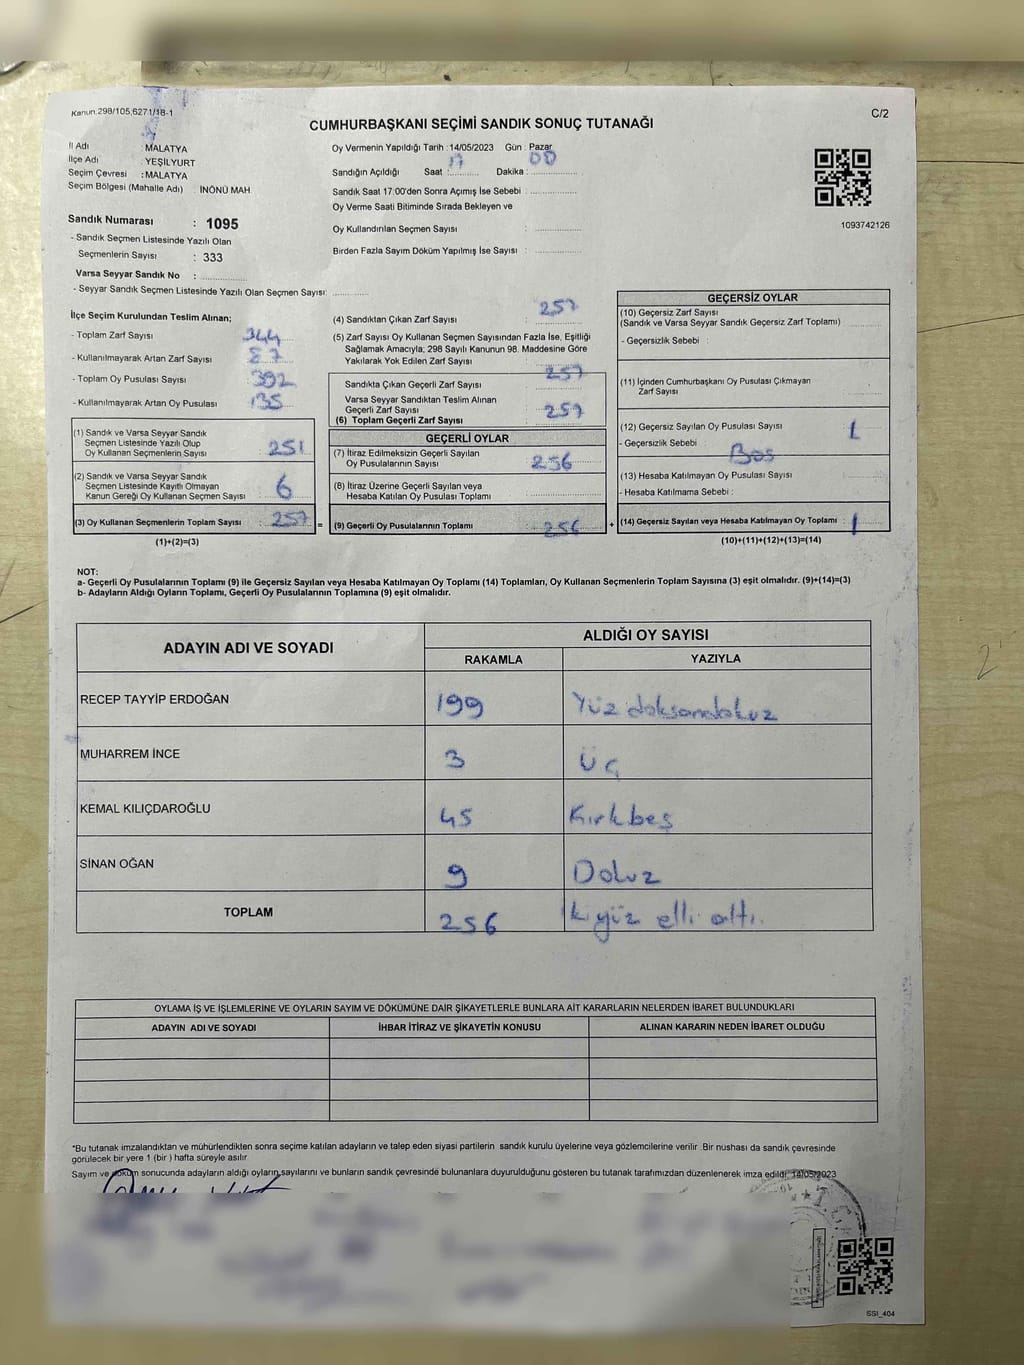 Kanun:298/105,6271/18-1
C/2
CUMHURBAŞKANI SEÇİMİ SANDIK SONUÇ TUTANAĞI
İl Adı : MALATYA
İlçe Adı : YEŞİLYURT
Seçim Çevresi : MALATYA
Seçim Bölgesi (Mahalle Adı) : İNÖNÜ MAH.
Sandık Numarası : 1095
- Sandık Seçmen Listesinde Yazılı Olan
Seçmenlerin Sayısı : 333
Varsa Seyyar Sandık No : ............
- Seyyar Sandık Seçmen Listesinde Yazılı Olan Seçmen Sayısı: ............
Oy Vermenin Yapıldığı Tarih :14/05/2023 Gün : Pazar
Sandığın Açıldığı Saat : 17 Dakika : 00
Sandık Saat 17:00'den Sonra Açımış İse Sebebi : ............
Oy Verme Saati Bitiminde Sırada Bekleyen ve
Oy Kullandırılan Seçmen Sayısı : ............
Birden Fazla Sayım Döküm Yapılmış İse Sayısı : ............
1093742126
İlçe Seçim Kurulundan Teslim Alınan;
- Toplam Zarf Sayısı : 344
- Kullanılmayarak Artan Zarf Sayısı : 87
- Toplam Oy Pusulası Sayısı : 392
- Kullanılmayarak Artan Oy Pusulası : 135
(1) Sandık ve Varsa Seyyar Sandık
Seçmen Listesinde Yazılı Olup
Oy Kullanan Seçmenlerin Sayısı : 251
(2) Sandık ve Varsa Seyyar Sandık
Seçmen Listesinde Kayıtlı Olmayan
Kanun Gereği Oy Kullanan Seçmen Sayısı : 6
(3) Oy Kullanan Seçmenlerin Toplam Sayısı : 257 =
(1)+(2)=(3)
(4) Sandıktan Çıkan Zarf Sayısı : 257
(5) Zarf Sayısı Oy Kullanan Seçmen Sayısından Fazla İse, Eşitliği
Sağlamak Amacıyla; 298 Sayılı Kanunun 98. Maddesine Göre
Yakılarak Yok Edilen Zarf Sayısı :
Sandıkta Çıkan Geçerli Zarf Sayısı : 257
Varsa Seyyar Sandıktan Teslim Alınan
Geçerli Zarf Sayısı :
(6) Toplam Geçerli Zarf Sayısı : 257
GEÇERLİ OYLAR
(7) İtiraz Edilmeksizin Geçerli Sayılan
Oy Pusulalarının Sayısı : 256
(8) İtiraz Üzerine Geçerli Sayılan veya
Hesaba Katılan Oy Pusulası Toplamı : ............
(9) Geçerli Oy Pusulalarının Toplamı : 256 +
GEÇERSİZ OYLAR
(10) Geçersiz Zarf Sayısı
(Sandık ve Varsa Seyyar Sandık Geçersiz Zarf Toplamı)
- Geçersizlik Sebebi :
(11) İçinden Cumhurbaşkanı Oy Pusulası Çıkmayan
Zarf Sayısı
(12) Geçersiz Sayılan Oy Pusulası Sayısı : 1
- Geçersizlik Sebebi : Boş
(13) Hesaba Katılmayan Oy Pusulası Sayısı :
- Hesaba Katılmama Sebebi :
(14) Geçersiz Sayılan veya Hesaba Katılmayan Oy Toplamı : 1
(10)+(11)+(12)+(13)=(14)
NOT:
a- Geçerli Oy Pusulalarının Toplamı (9) ile Geçersiz Sayılan veya Hesaba Katılmayan Oy Toplamı (14) Toplamları, Oy Kullanan Seçmenlerin Toplam Sayısına (3) eşit olmalıdır. (9)+(14)=(3)
b- Adayların Aldığı Oyların Toplamı, Geçerli Oy Pusulalarının Toplamına (9) eşit olmalıdır.
ADAYIN ADI VE SOYADI ALDIĞI OY SAYISI
RAKAMLA YAZIYLA
RECEP TAYYİP ERDOĞAN 199 Yüz doksandokuz
MUHARREM İNCE 3 Üç
KEMAL KILIÇDAROĞLU 45 Kırkbeş
SİNAN OĞAN 9 Dokuz
TOPLAM 256 İkiyüz elli altı.
OYLAMA İŞ VE İŞLEMLERİNE VE OYLARIN SAYIM VE DÖKÜMÜNE DAİR ŞİKAYETLERLE BUNLARA AİT KARARLARIN NELERDEN İBARET BULUNDUKLARI
ADAYIN ADI VE SOYADI İHBAR İTİRAZ VE ŞİKAYETİN KONUSU ALINAN KARARIN NEDEN İBARET OLDUĞU
*Bu tutanak imzalandıktan ve mühürlendikten sonra seçime katılan adayların ve talep eden siyasi partilerin sandık kurulu üyelerine veya gözlemcilerine verilir. Bir nüshası da sandık çevresinde
görülecek bir yere 1 (bir ) hafta süreyle asılır.
Sayım ve döküm sonucunda adayların aldığı oyların sayılarını ve bunların sandık çevresinde bulunanlara duyurulduğunu gösteren bu tutanak tarafımızdan düzenlenerek imza edildi. 14/05/2023
SSI_404